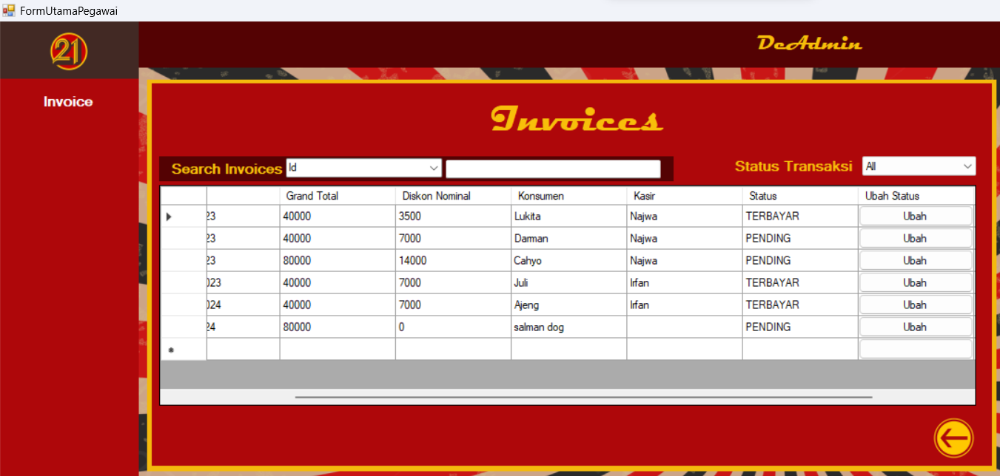 FormUtamaPegawai
21
DeAdmin
Invoice
Invoices
Search Invoices Id Status Transaksi All
Grand Total Diskon Nominal Konsumen Kasir Status Ubah Status
23 40000 3500 Lukita Najwa TERBAYAR Ubah
23 40000 7000 Darman Najwa PENDING Ubah
23 80000 14000 Cahyo Najwa PENDING Ubah
023 40000 7000 Juli Irfan TERBAYAR Ubah
024 40000 7000 Ajeng Irfan TERBAYAR Ubah
24 80000 0 salman dog PENDING Ubah